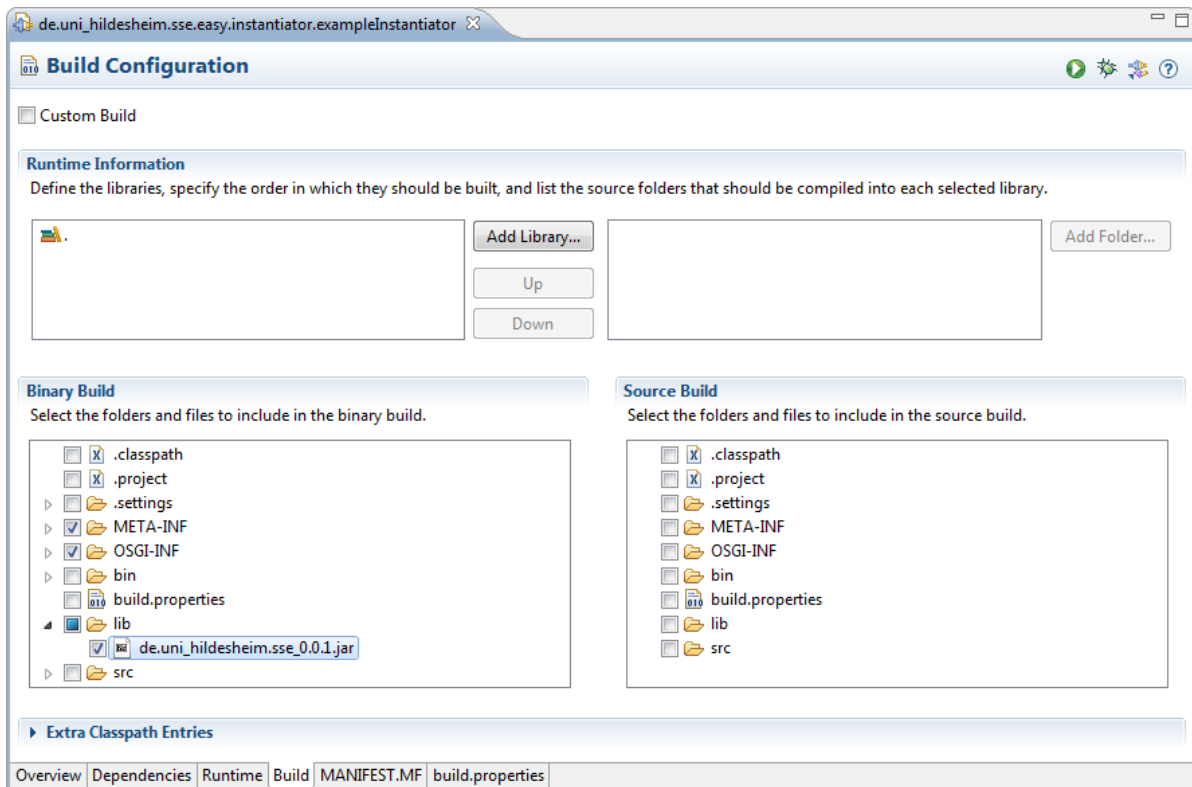 de.uni_hildesheim.sse.easy.instantiator.exampleInstantiator
Build Configuration
Custom Build
Runtime Information
Define the libraries, specify the order in which they should be built, and list the source folders that should be compiled into each selected library.
.
Add Library...
Add Folder...
Up
Down
Binary Build
Select the folders and files to include in the binary build.
.classpath
.project
.settings
META-INF
OSGI-INF
bin
build.properties
lib
de.uni_hildesheim.sse_0.0.1.jar
src
Source Build
Select the folders and files to include in the source build.
.classpath
.project
.settings
META-INF
OSGI-INF
bin
build.properties
lib
src
Extra Classpath Entries
Overview Dependencies Runtime Build MANIFEST.MF build.properties